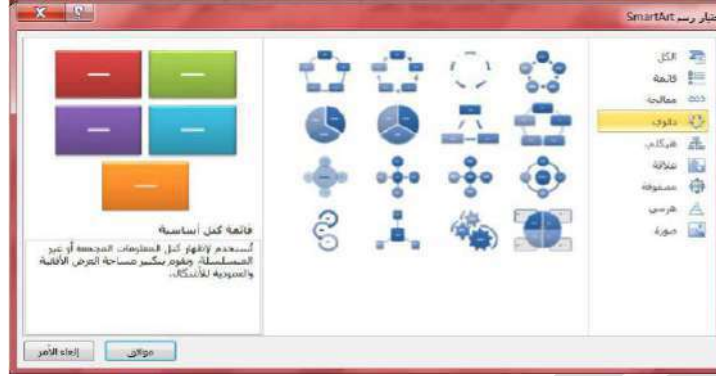 اختيار رسم SmartArt
الكل
قائمة
معالجة
دائري
هيكلي
علاقة
مصفوفة
هرمي
صورة
قائمة كتل أساسية
تُستخدم لإظهار كتل المعلومات المجمعة أو غير
المتسلسلة. وتقوم بتكبير مساحة العرض الأفقية
والعمودية للأشكال.
موافق
إلغاء الأمر